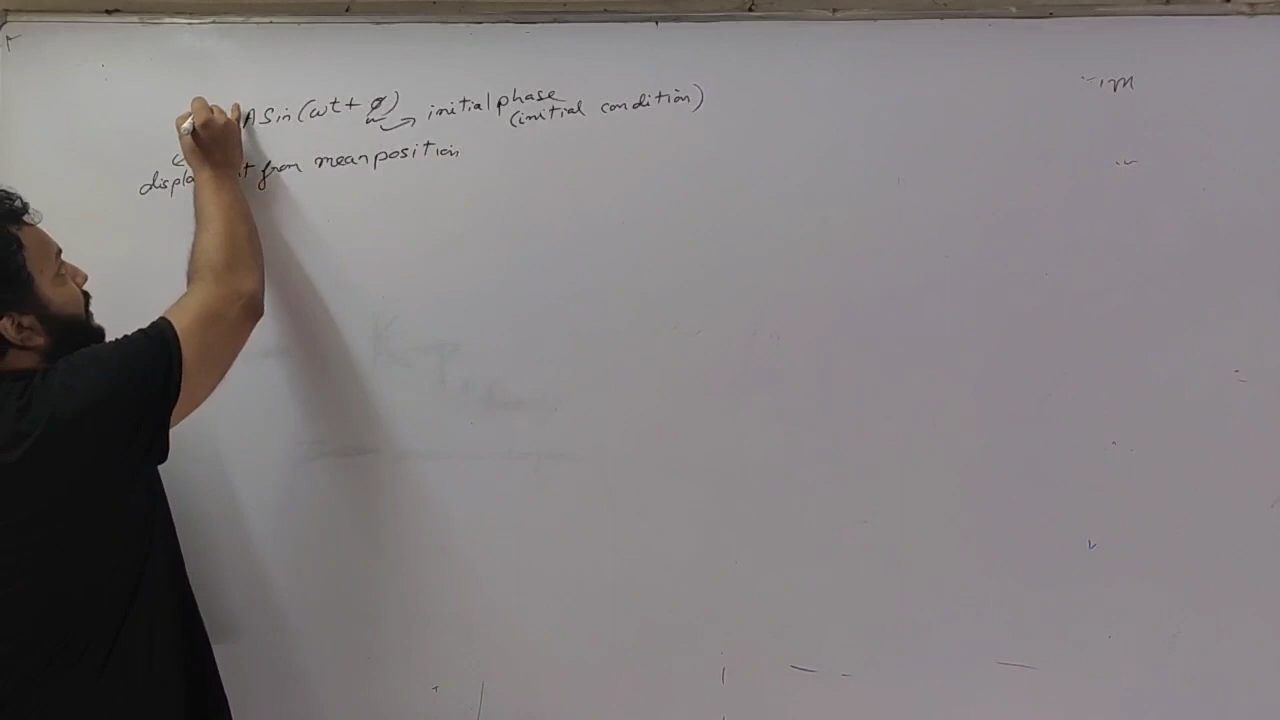 A Sin(ωt + φ) → initial phase
(initial condition)
from mean position